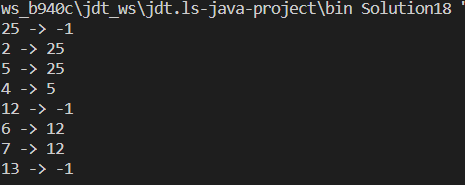 ws_b940c\jdt_ws\jdt.ls-java-project\bin Solution18 '
25 -> -1
2 -> 25
5 -> 25
4 -> 5
12 -> -1
6 -> 12
7 -> 12
13 -> -1